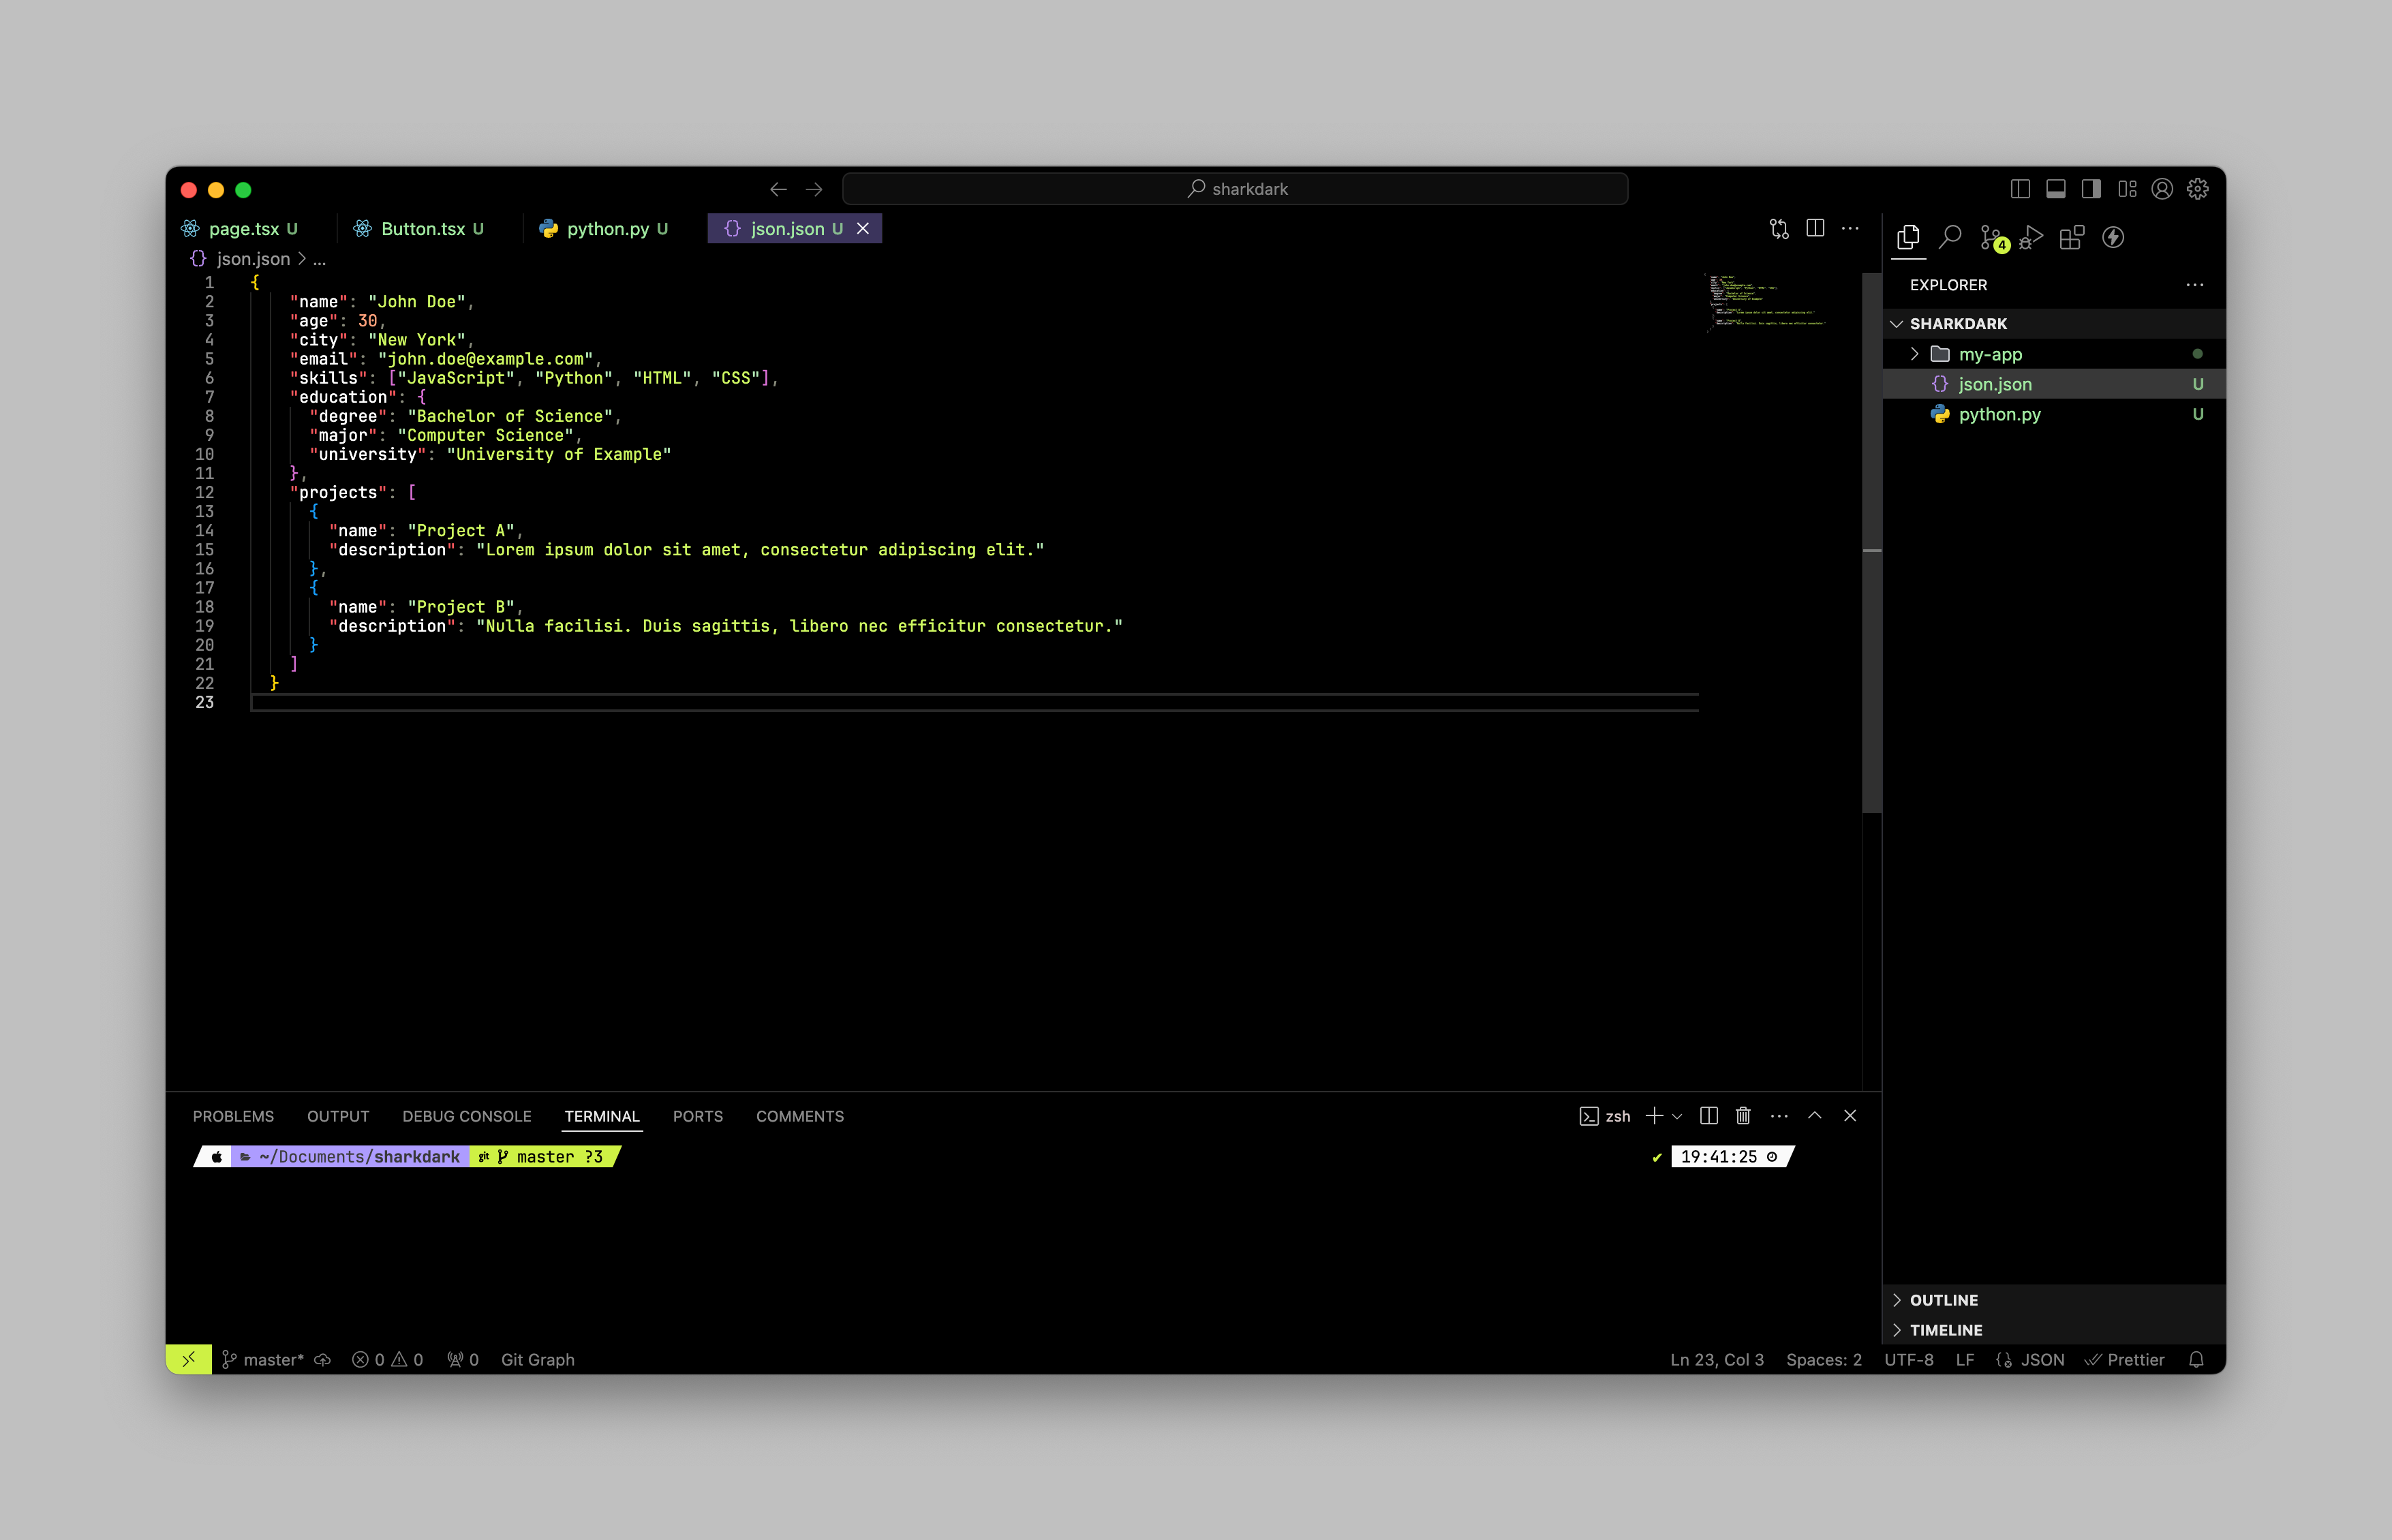 sharkdark
page.tsx U
Button.tsx U
python.py U
json.json U
json.json > ...
1 {
2 "name": "John Doe",
3 "age": 30,
4 "city": "New York",
5 "email": "john.doe@example.com",
6 "skills": ["JavaScript", "Python", "HTML", "CSS"],
7 "education": {
8 "degree": "Bachelor of Science",
9 "major": "Computer Science",
10 "university": "University of Example"
11 },
12 "projects": [
13 {
14 "name": "Project A",
15 "description": "Lorem ipsum dolor sit amet, consectetur adipiscing elit."
16 },
17 {
18 "name": "Project B",
19 "description": "Nulla facilisi. Duis sagittis, libero nec efficitur consectetur."
20 }
21 ]
22 }
23
4
EXPLORER
SHARKDARK
my-app
json.json U
python.py U
OUTLINE
TIMELINE
PROBLEMS OUTPUT DEBUG CONSOLE TERMINAL PORTS COMMENTS
zsh
~/Documents/sharkdark git master ?3
19:41:25
master* 0 0 0 Git Graph
Ln 23, Col 3 Spaces: 2 UTF-8 LF JSON Prettier